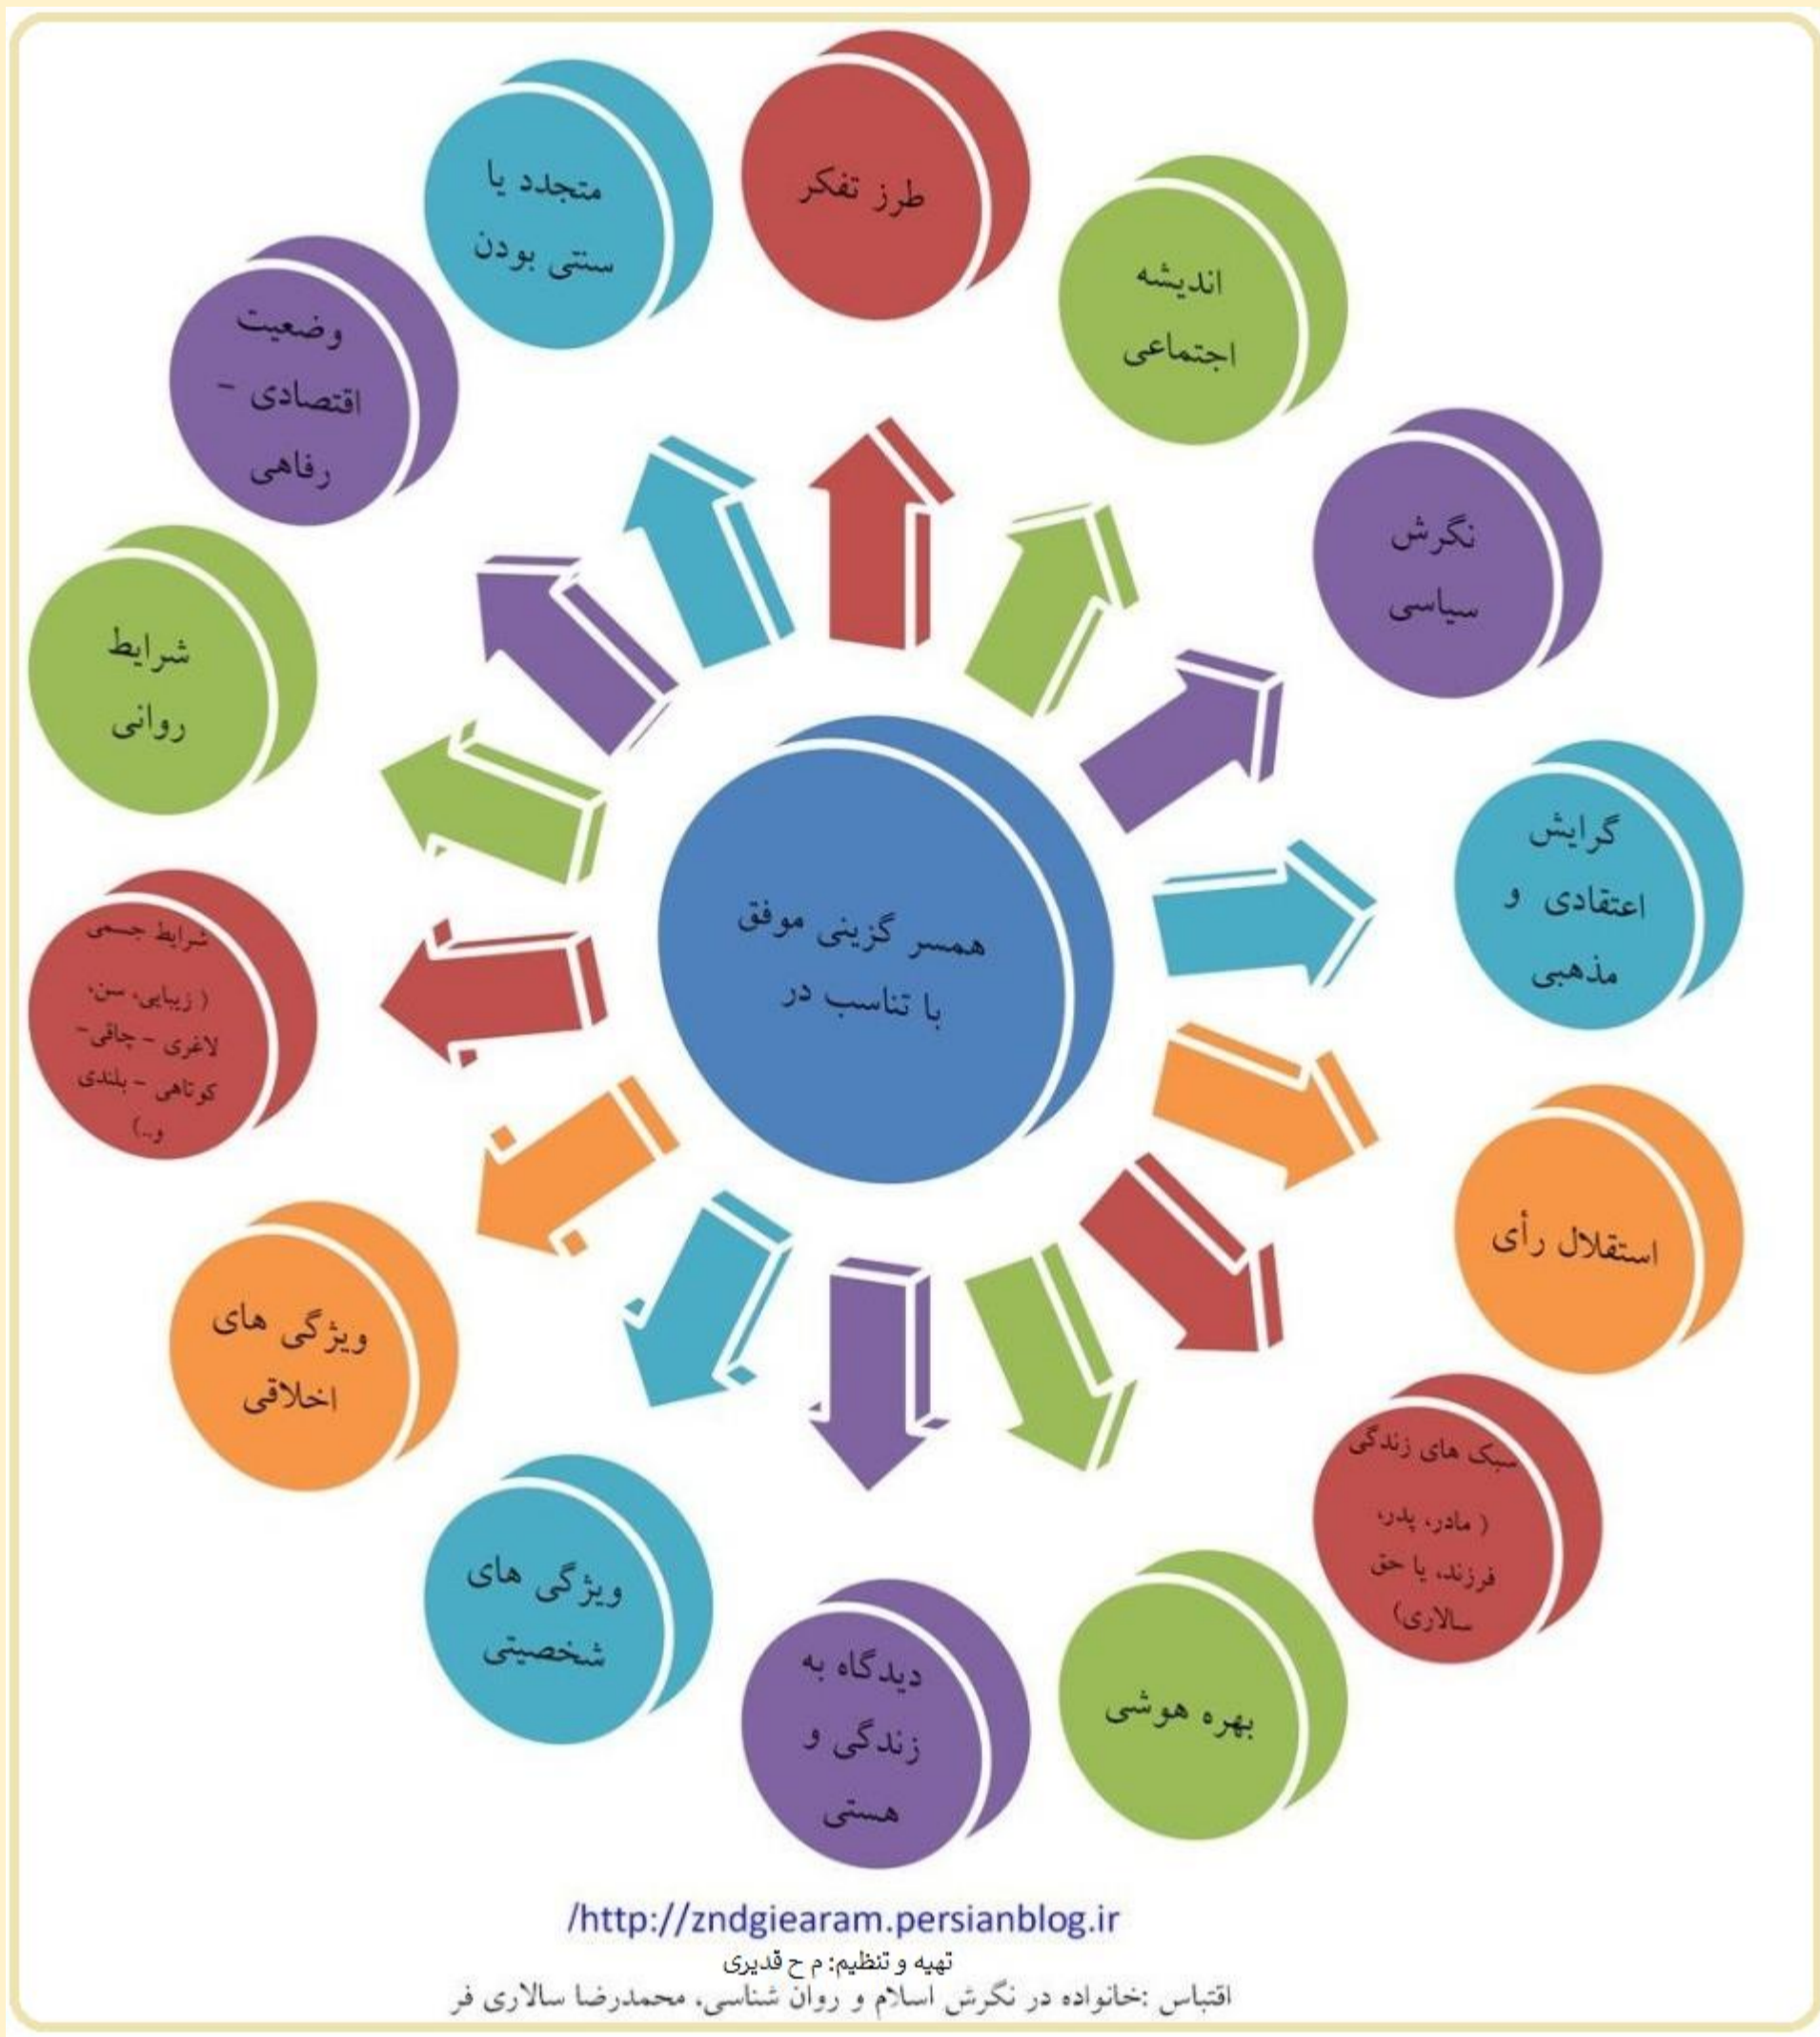 همسر گزینی موفق
با تناسب در
طرز تفکر
اندیشه
اجتماعی
نگرش
سیاسی
گرایش
اعتقادی و
مذهبی
استقلال رأی
سبک های زندگی
( مادر، پدر،
فرزند، یا حق
سالاری)
بهره هوشی
دیدگاه به
زندگی و
هستی
ویژگی های
شخصیتی
ویژگی های
اخلاقی
شرایط جسمی
( زیبایی، سن،
لاغری - چاقی-
کوتاهی - بلندی
و..)
شرایط
روانی
وضعیت
اقتصادی -
رفاهی
متجدد یا
سنتی بودن
/http://zndgiearam.persianblog.ir
تهیه و تنظیم: م ح قدیری
اقتباس :خانواده در نگرش اسلام و روان شناسی، محمدرضا سالاری فر